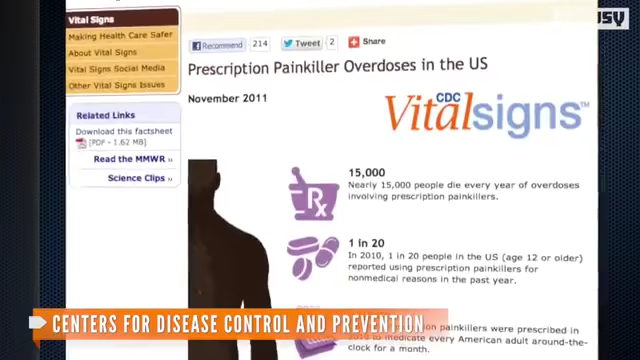 USY
Vital Signs
Making Health Care Safer
About Vital Signs
Vital Signs Social Media
Other Vital Signs Issues
Related Links
Download this factsheet
[PDF - 1.62 MB]
Read the MMWR ››
Science Clips ››
Recommend 214 Tweet 2 Share
Prescription Painkiller Overdoses in the US
November 2011
CDC
Vitalsigns™
Rx
15,000
Nearly 15,000 people die every year of overdoses
involving prescription painkillers.
1 in 20
In 2010, 1 in 20 people in the US (age 12 or older)
reported using prescription painkillers for
nonmedical reasons in the past year.
painkillers were prescribed in
2010 to medicate every American adult around-the-
clock for a month.
CENTERS FOR DISEASE CONTROL AND PREVENTION